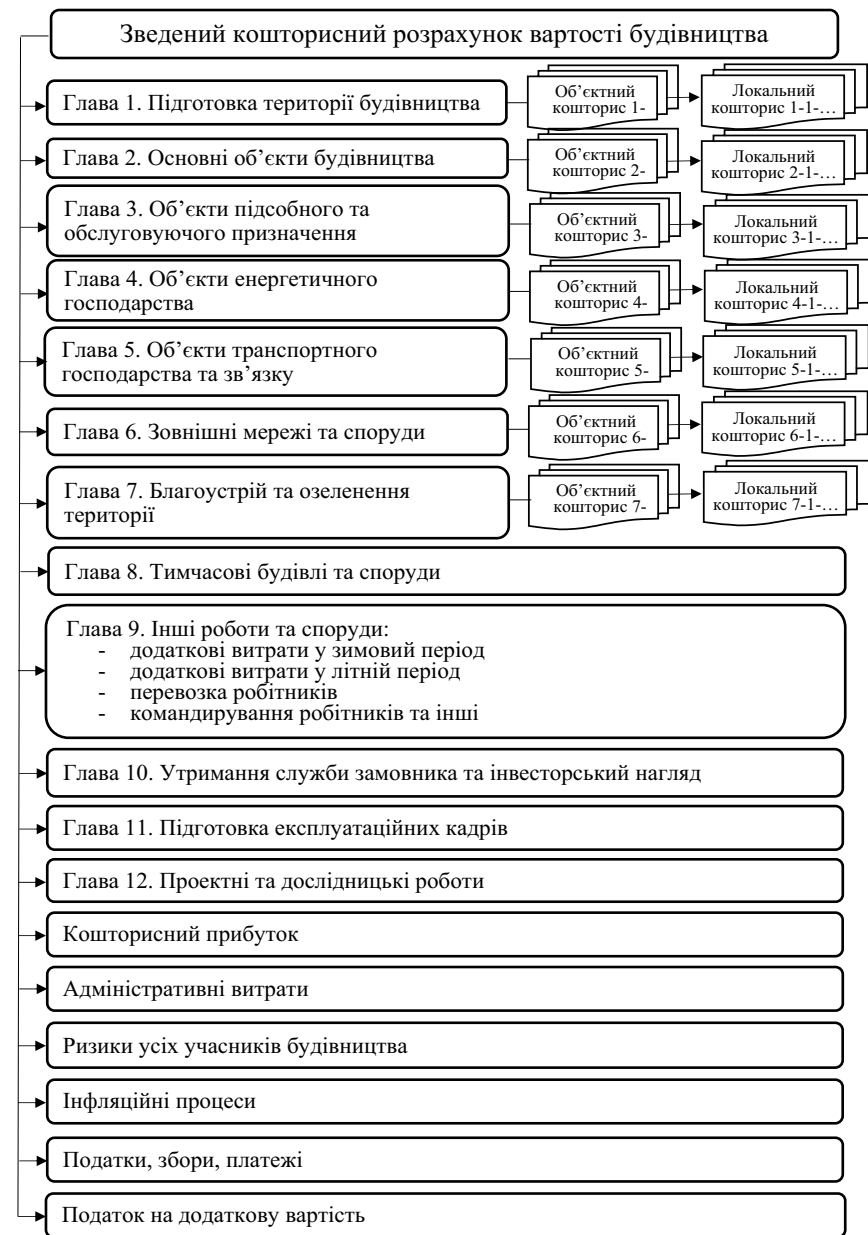 Зведений кошторисний розрахунок вартості будівництва
Глава 1. Підготовка території будівництва
Об’єктний
кошторис 1-
Локальний
кошторис 1-1-…
Глава 2. Основні об’єкти будівництва
Об’єктний
кошторис 2-
Локальний
кошторис 2-1-…
Глава 3. Об’єкти підсобного та
обслуговуючого призначення
Об’єктний
кошторис 3-
Локальний
кошторис 3-1-…
Глава 4. Об’єкти енергетичного
господарства
Об’єктний
кошторис 4-
Локальний
кошторис 4-1-…
Глава 5. Об’єкти транспортного
господарства та зв’язку
Об’єктний
кошторис 5-
Локальний
кошторис 5-1-…
Глава 6. Зовнішні мережі та споруди
Об’єктний
кошторис 6-
Локальний
кошторис 6-1-…
Глава 7. Благоустрій та озеленення
території
Об’єктний
кошторис 7-
Локальний
кошторис 7-1-…
Глава 8. Тимчасові будівлі та споруди
Глава 9. Інші роботи та споруди:
- додаткові витрати у зимовий період
- додаткові витрати у літній період
- перевозка робітників
- командирування робітників та інші
Глава 10. Утримання служби замовника та інвесторський нагляд
Глава 11. Підготовка експлуатаційних кадрів
Глава 12. Проектні та дослідницькі роботи
Кошторисний прибуток
Адміністративні витрати
Ризики усіх учасників будівництва
Інфляційні процеси
Податки, збори, платежі
Податок на додаткову вартість